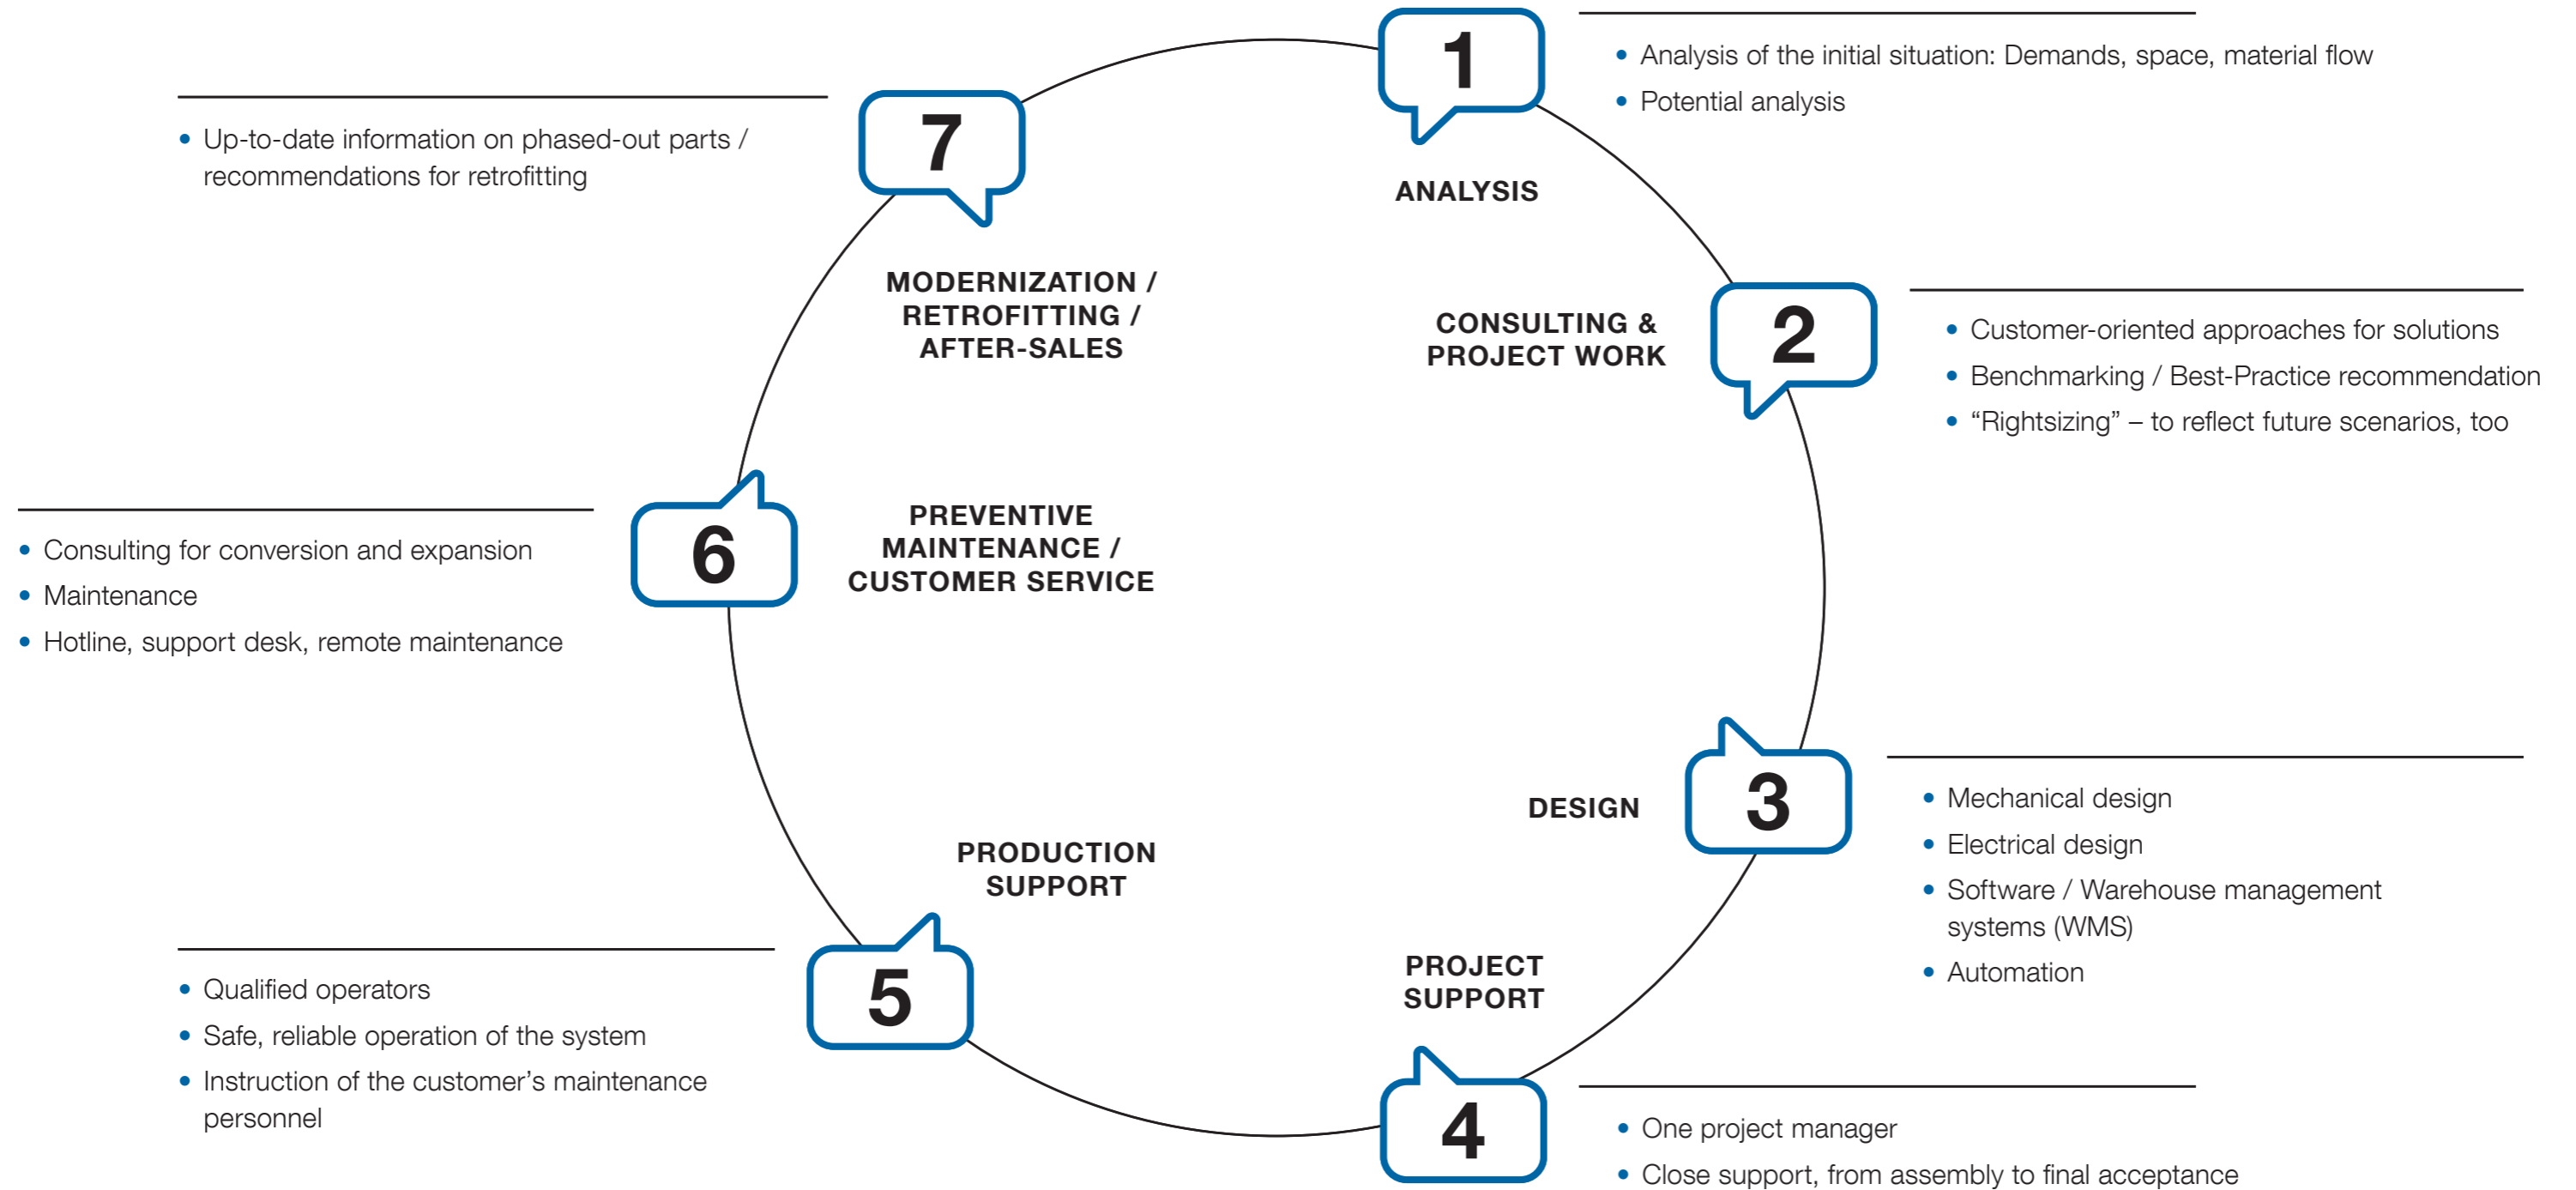 1
ANALYSIS
• Analysis of the initial situation: Demands, space, material flow
• Potential analysis
2
CONSULTING &
PROJECT WORK
• Customer-oriented approaches for solutions
• Benchmarking / Best-Practice recommendation
• “Rightsizing” – to reflect future scenarios, too
3
DESIGN
• Mechanical design
• Electrical design
• Software / Warehouse management
systems (WMS)
• Automation
4
PROJECT
SUPPORT
• One project manager
• Close support, from assembly to final acceptance
5
PRODUCTION
SUPPORT
• Qualified operators
• Safe, reliable operation of the system
• Instruction of the customer’s maintenance
personnel
6
PREVENTIVE
MAINTENANCE /
CUSTOMER SERVICE
• Consulting for conversion and expansion
• Maintenance
• Hotline, support desk, remote maintenance
7
MODERNIZATION /
RETROFITTING /
AFTER-SALES
• Up-to-date information on phased-out parts /
recommendations for retrofitting